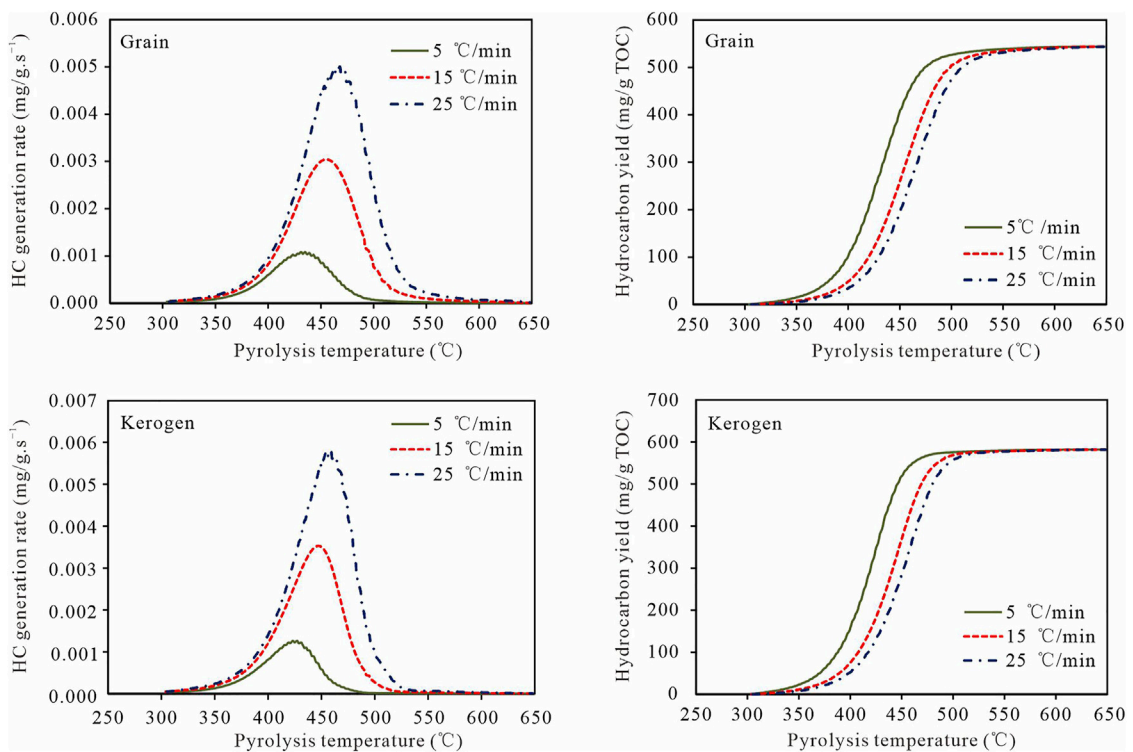 HC generation rate (mg/g.s⁻¹)
0.006
0.005
0.004
0.003
0.002
0.001
0.000
Grain
5 ℃/min
15 ℃/min
25 ℃/min
250 300 350 400 450 500 550 600 650
Pyrolysis temperature (℃)
Hydrocarbon yield (mg/g TOC)
600
500
400
300
200
100
0
Grain
5℃ /min
15 ℃/min
25 ℃/min
250 300 350 400 450 500 550 600 650
Pyrolysis temperature (℃)
HC generation rate (mg/g.s⁻¹)
0.007
0.006
0.005
0.004
0.003
0.002
0.001
0.000
Kerogen
5 ℃/min
15 ℃/min
25 ℃/min
250 300 350 400 450 500 550 600 650
Pyrolysis temperature (℃)
Hydrocarbon yield (mg/g TOC)
700
600
500
400
300
200
100
0
Kerogen
5 ℃/min
15 ℃/min
25 ℃/min
250 300 350 400 450 500 550 600 650
Pyrolysis temperature (℃)